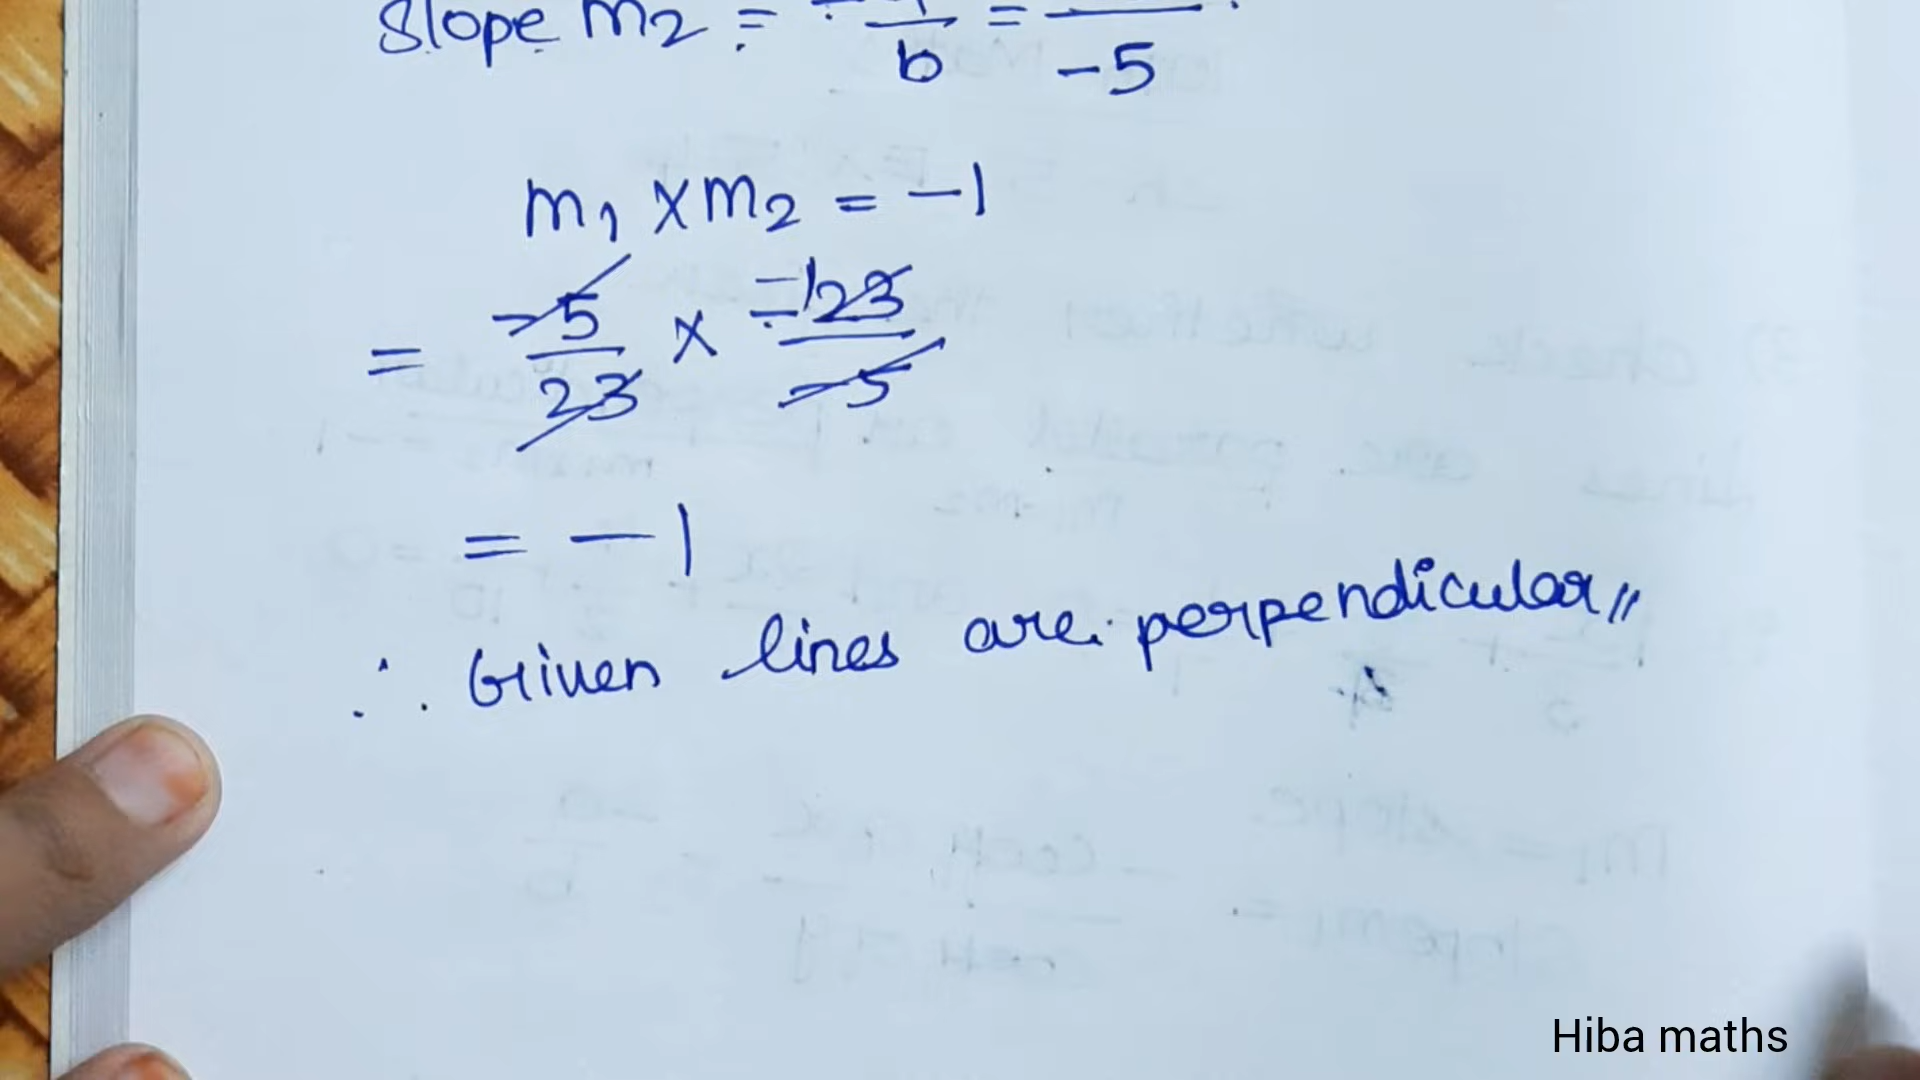 Slope m2 = - / b = / -5
m1 x m2 = -1
= -5/23 x -23/-5
= -1
∴ Given lines are perpendicular,,
Hiba maths